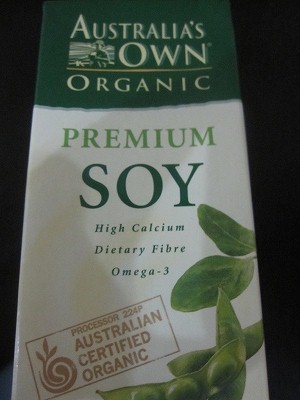 AUSTRALIA'S
OWN
ORGANIC
PREMIUM
SOY
High Calcium
Dietary Fibre
Omega-3
PROCESSOR 224P
AUSTRALIAN
CERTIFIED
ORGANIC